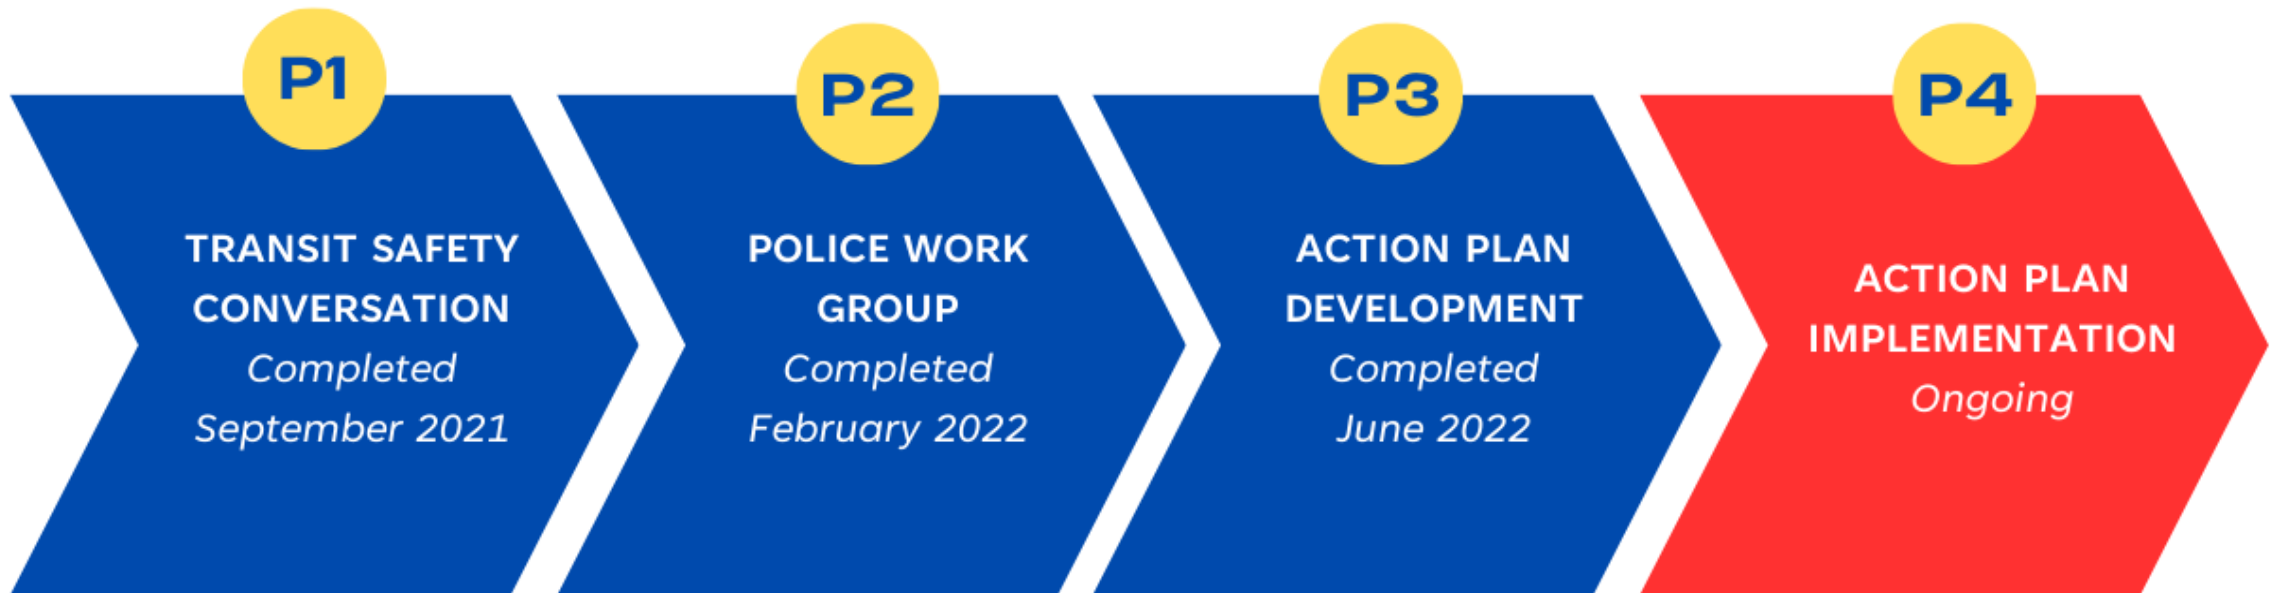 P1
TRANSIT SAFETY
CONVERSATION
Completed
September 2021
P2
POLICE WORK
GROUP
Completed
February 2022
P3
ACTION PLAN
DEVELOPMENT
Completed
June 2022
P4
ACTION PLAN
IMPLEMENTATION
Ongoing